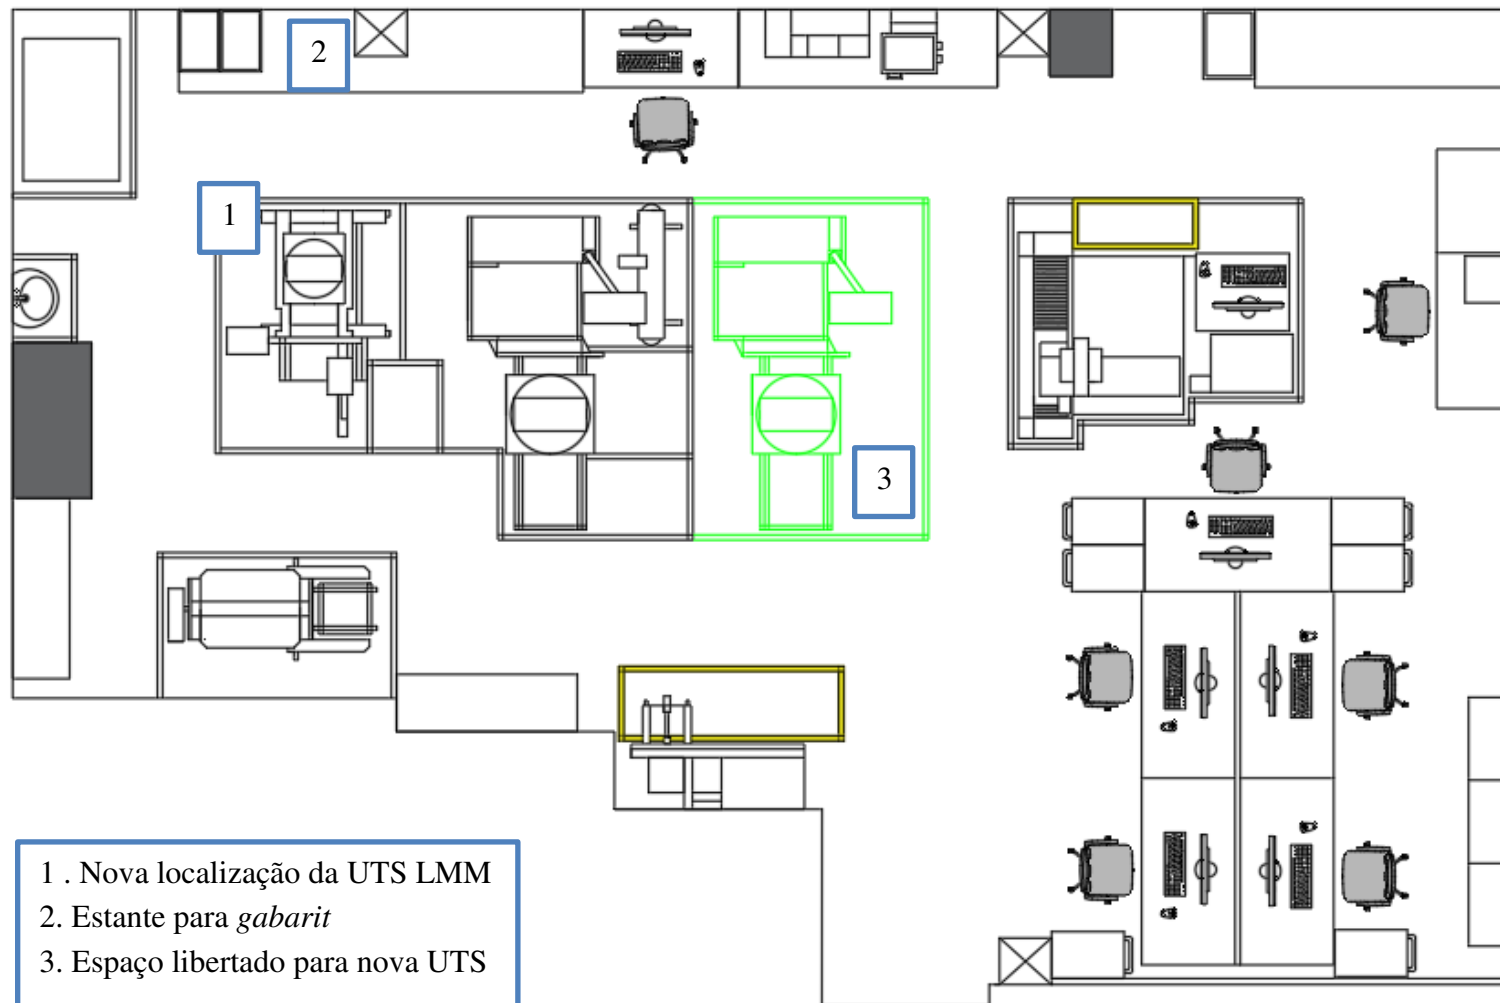 2
1
3
1 . Nova localização da UTS LMM
2. Estante para gabarit
3. Espaço libertado para nova UTS